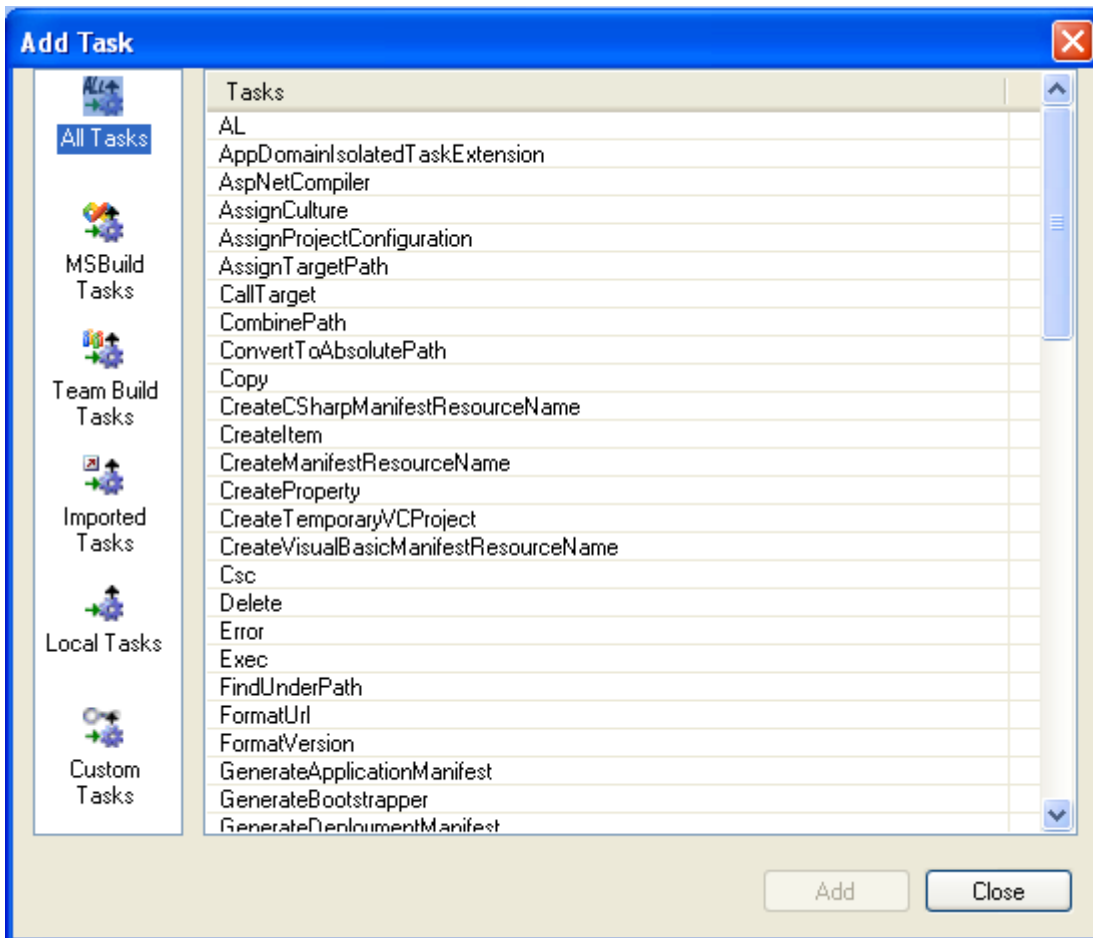 Add Task
All Tasks
MSBuild
Tasks
Team Build
Tasks
Imported
Tasks
Local Tasks
Custom
Tasks
Tasks
AL
AppDomainIsolatedTaskExtension
AspNetCompiler
AssignCulture
AssignProjectConfiguration
AssignTargetPath
CallTarget
CombinePath
ConvertToAbsolutePath
Copy
CreateCSharpManifestResourceName
CreateItem
CreateManifestResourceName
CreateProperty
CreateTemporaryVCProject
CreateVisualBasicManifestResourceName
Csc
Delete
Error
Exec
FindUnderPath
FormatUrl
FormatVersion
GenerateApplicationManifest
GenerateBootstrapper
GenerateDeploymentManifest
Add
Close